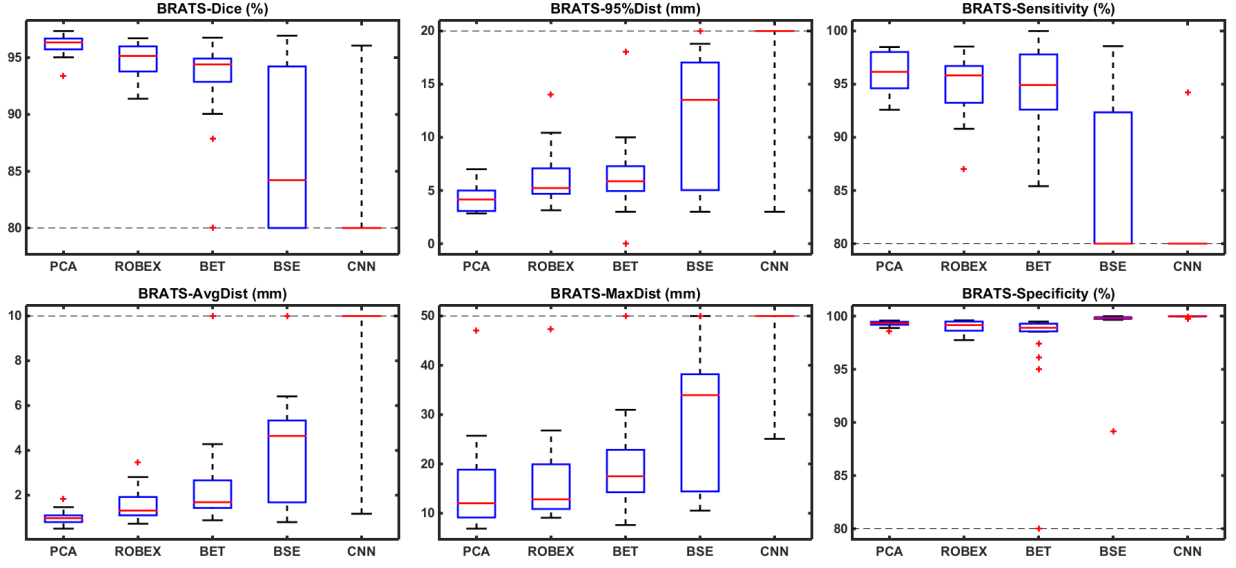 BRATS-Dice (%)
95
90
85
80
PCA ROBEX BET BSE CNN
BRATS-95%Dist (mm)
20
15
10
5
0
PCA ROBEX BET BSE CNN
BRATS-Sensitivity (%)
100
95
90
85
80
PCA ROBEX BET BSE CNN
BRATS-AvgDist (mm)
10
8
6
4
2
PCA ROBEX BET BSE CNN
BRATS-MaxDist (mm)
50
40
30
20
10
PCA ROBEX BET BSE CNN
BRATS-Specificity (%)
100
95
90
85
80
PCA ROBEX BET BSE CNN